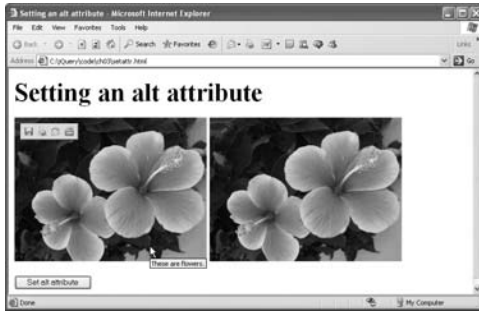 Setting an alt attribute - Microsoft Internet Explorer
File Edit View Favorites Tools Help
Back Search Favorites
Address C:\jQuery\code\ch03\setattr.html Go Links
Setting an alt attribute
These are flowers.
Set alt attribute
Done My Computer